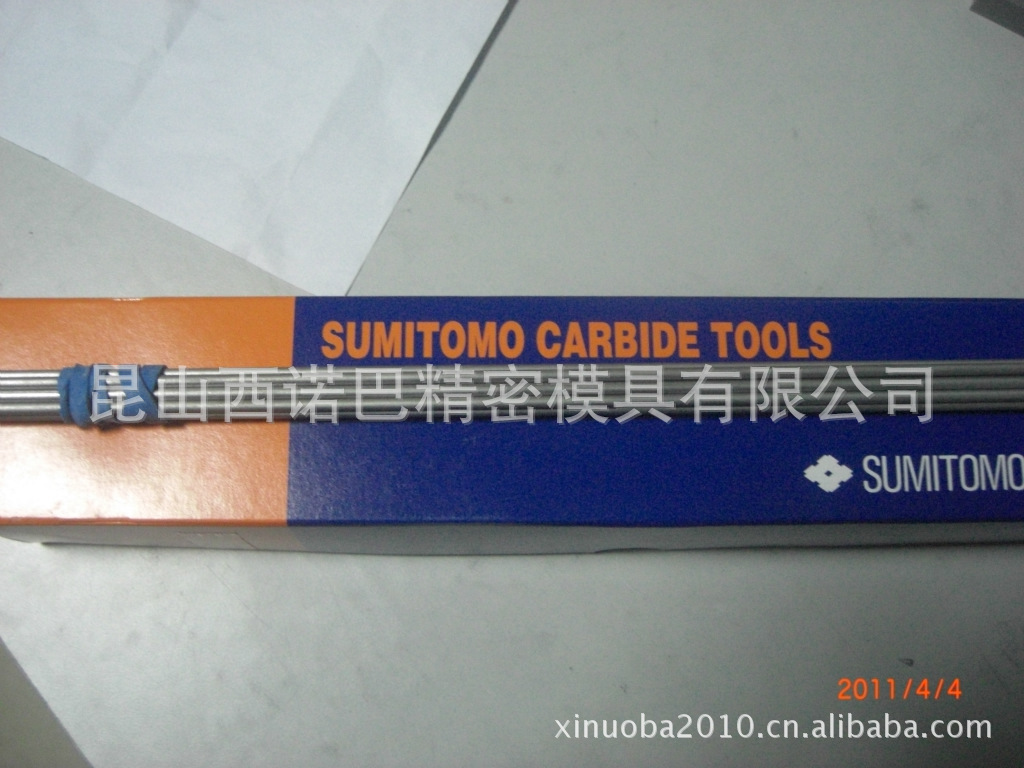 SUMITOMO CARBIDE TOOLS
昆山西诺巴精密模具有限公司
SUMITOMO
2011/4/4
xinuoba2010.cn.alibaba.com